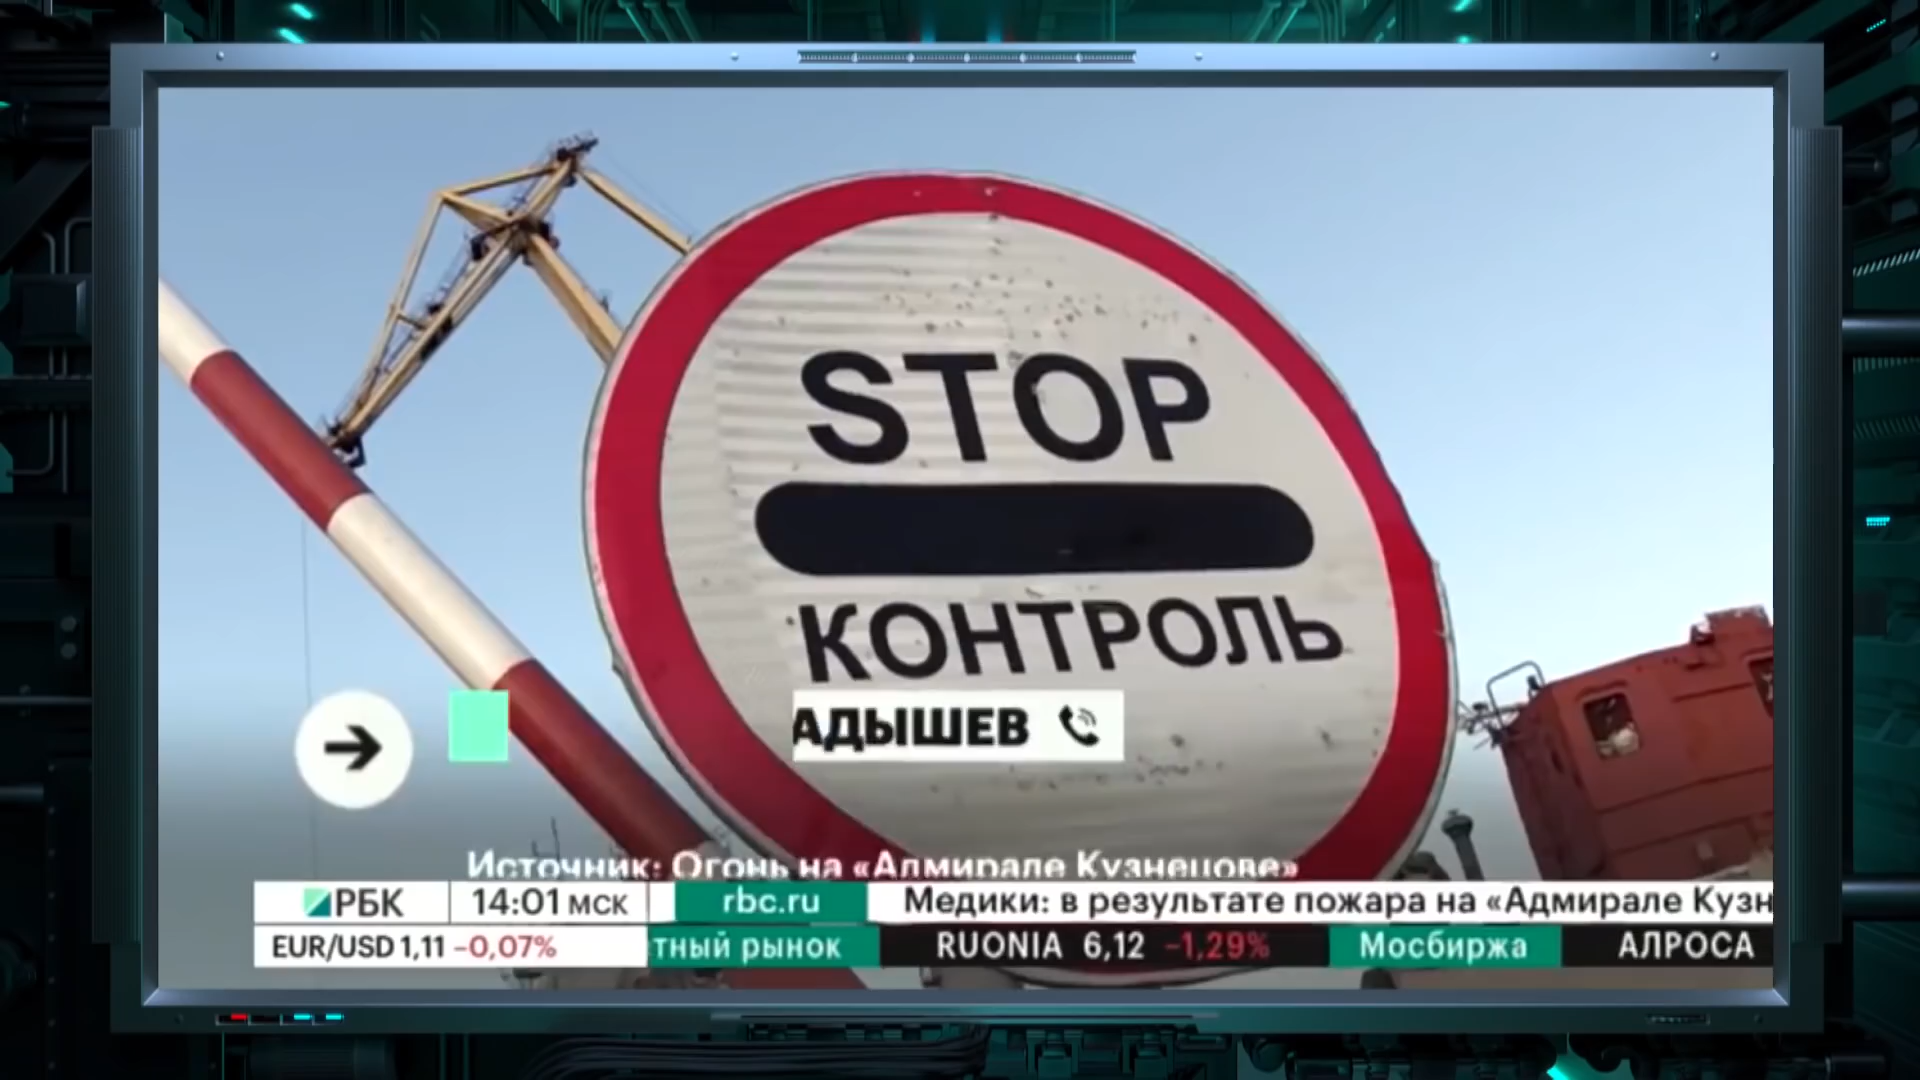 STOP
КОНТРОЛЬ
АДЫШЕВ
Источник: Огонь на «Адмирале Кузнецове»
РБК 14:01 МСК rbc.ru Медики: в результате пожара на «Адмирале Кузн
EUR/USD 1,11 -0,07% тный рынок RUONIA 6,12 -1,29% Мосбиржа АЛРОСА